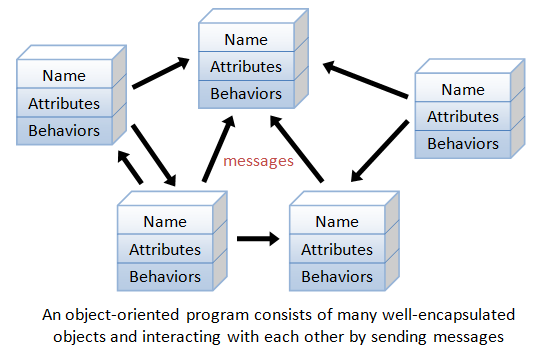 Name
Attributes
Behaviors
Name
Attributes
Behaviors
Name
Attributes
Behaviors
messages
Name
Attributes
Behaviors
Name
Attributes
Behaviors
An object-oriented program consists of many well-encapsulated
objects and interacting with each other by sending messages